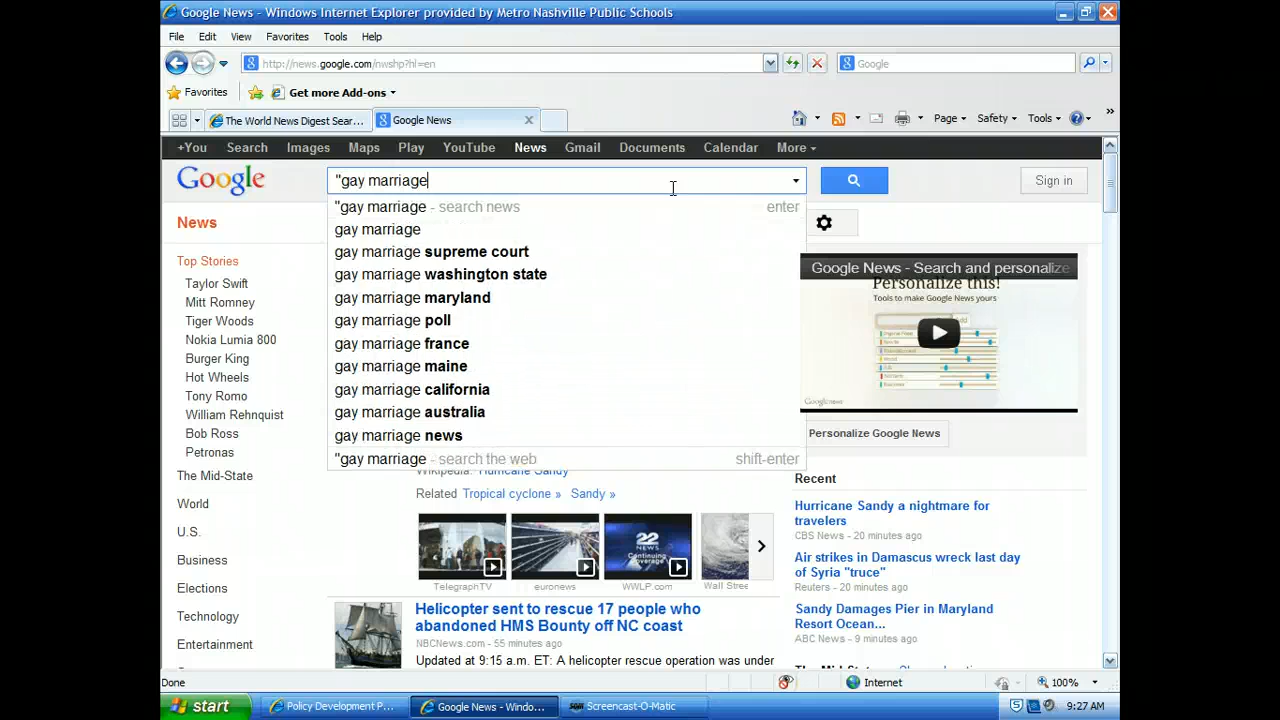 Google News - Windows Internet Explorer provided by Metro Nashville Public Schools
File Edit View Favorites Tools Help
http://news.google.com/nwshp?hl=en
Google
Favorites
Get more Add-ons
The World News Digest Sear...
Google News
Page Safety Tools
+You Search Images Maps Play YouTube News Gmail Documents Calendar More
Google
"gay marriage
Sign in
"gay marriage - search news enter
gay marriage
gay marriage supreme court
gay marriage washington state
gay marriage maryland
gay marriage poll
gay marriage france
gay marriage maine
gay marriage california
gay marriage australia
gay marriage news
"gay marriage - search the web shift-enter
News
Top Stories
Taylor Swift
Mitt Romney
Tiger Woods
Nokia Lumia 800
Burger King
Hot Wheels
Tony Romo
William Rehnquist
Bob Ross
Petronas
The Mid-State
World
U.S.
Business
Elections
Technology
Entertainment
Wikipedia: Hurricane Sandy
Related Tropical cyclone » Sandy »
22
NEWS
Continuing
Coverage
TelegraphTV euronews WWLP.com Wall Stree
Helicopter sent to rescue 17 people who
abandoned HMS Bounty off NC coast
NBCNews.com - 55 minutes ago
Updated at 9:15 a.m. ET: A helicopter rescue operation was under
Google News - Search and personalize
Personalize this!
Tools to make Google News yours
Google news
Personalize Google News
Recent
Hurricane Sandy a nightmare for
travelers
CBS News - 20 minutes ago
Air strikes in Damascus wreck last day
of Syria "truce"
Reuters - 20 minutes ago
Sandy Damages Pier in Maryland
Resort Ocean...
ABC News - 9 minutes ago
Done
Internet
100%
start
Policy Development P...
Google News - Windo...
Screencast-O-Matic
9:27 AM